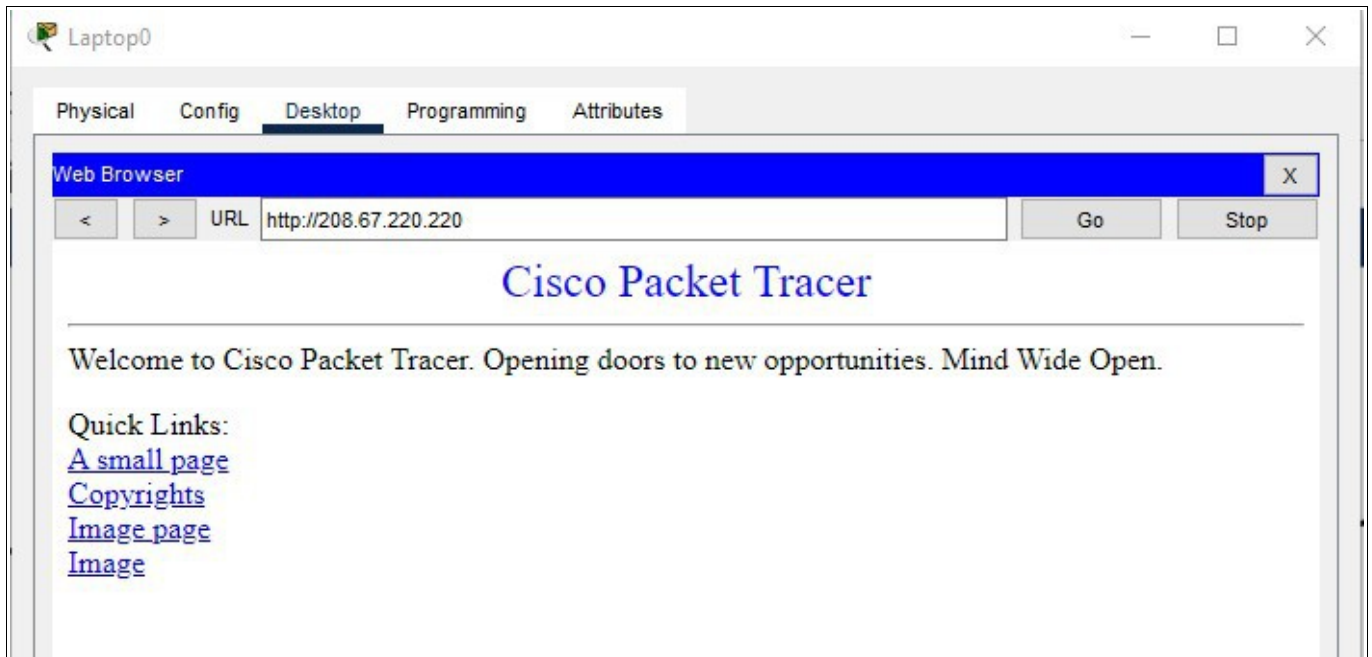 Laptop0
Physical Config Desktop Programming Attributes
Web Browser X
< > URL http://208.67.220.220 Go Stop
Cisco Packet Tracer
Welcome to Cisco Packet Tracer. Opening doors to new opportunities. Mind Wide Open.
Quick Links:
A small page
Copyrights
Image page
Image